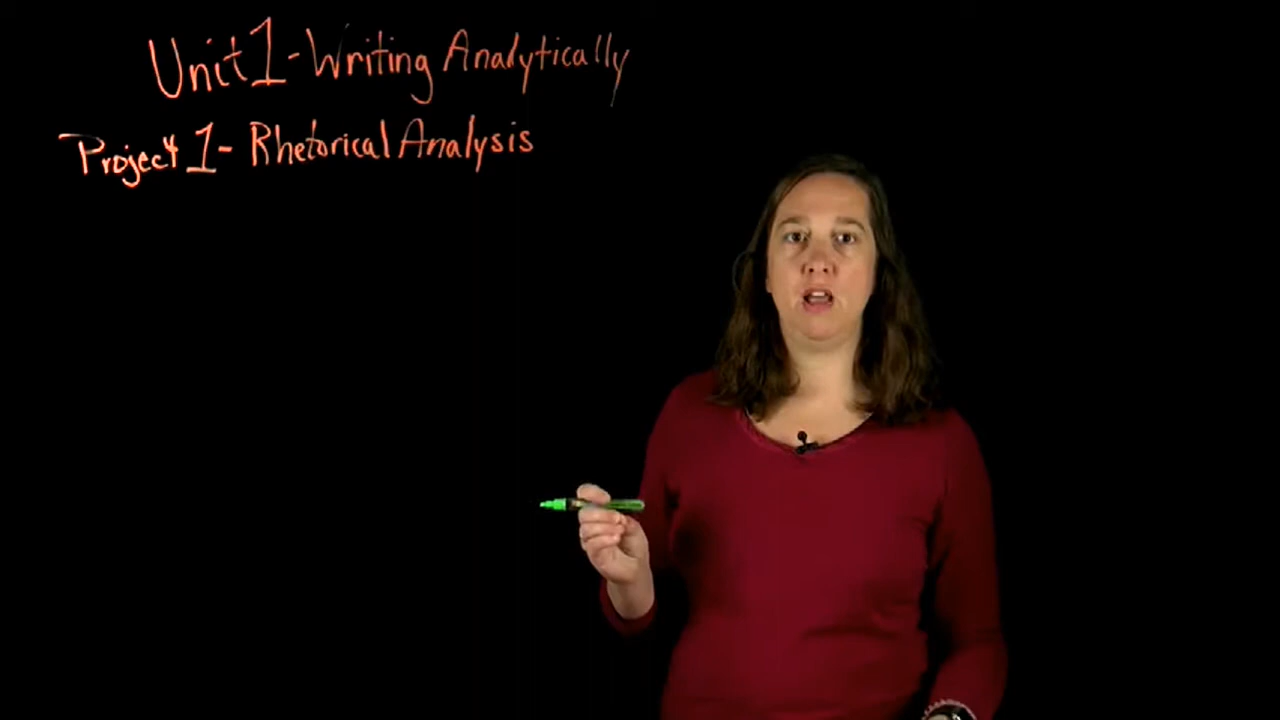 Unit 1 - Writing Analytically
Project 1 - Rhetorical Analysis